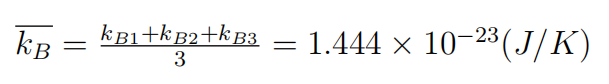 $\overline{k_B} = \frac{k_{B1}+k_{B2}+k_{B3}}{3} = 1.444 \times 10^{-23}(J/K)$